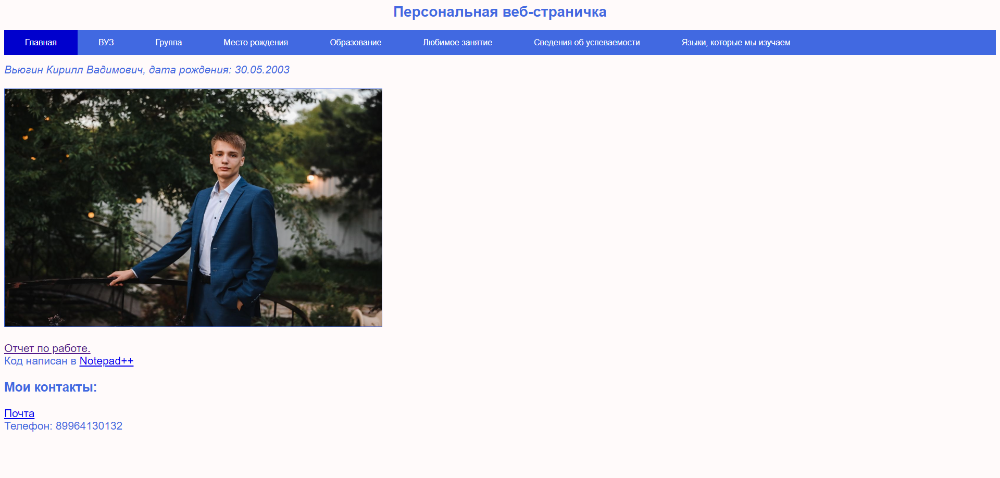 Персональная веб-страничка
Главная ВУЗ Группа Место рождения Образование Любимое занятие Сведения об успеваемости Языки, которые мы изучаем
Вьюгин Кирилл Вадимович, дата рождения: 30.05.2003
Отчет по работе.
Код написан в Notepad++
Мои контакты:
Почта
Телефон: 89964130132